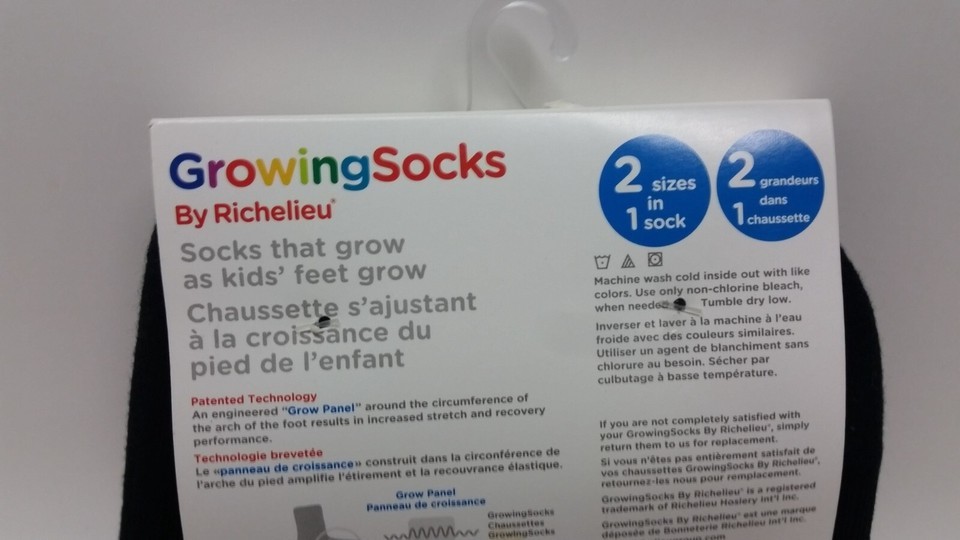 GrowingSocks
By Richelieu®
Socks that grow
as kids' feet grow
Chaussette s'ajustant
à la croissance du
pied de l'enfant
Patented Technology
An engineered "Grow Panel" around the circumference of
the arch of the foot results in increased stretch and recovery
performance.
Technologie brevetée
Le «panneau de croissance» construit dans la circonférence de
l'arche du pied amplifie l'étirement et la recouvrance élastique.
Grow Panel
Panneau de croissance
GrowingSocks
Chaussettes
GrowingSocks
2 sizes
in
1 sock
2 grandeurs
dans
1 chaussette
Machine wash cold inside out with like
colors. Use only non-chlorine bleach,
when needed. Tumble dry low.
Inverser et laver à la machine à l'eau
froide avec des couleurs similaires.
Utiliser un agent de blanchiment sans
chlorure au besoin. Sécher par
culbutage à basse température.
If you are not completely satisfied with
your GrowingSocks By Richelieu®, simply
return them to us for replacement.
Si vous n'êtes pas entièrement satisfait de
vos chaussettes GrowingSocks By Richelieu®,
retournez-les nous pour remplacement.
GrowingSocks By Richelieu® is a registered
trademark of Richelieu Hosiery Int'l Inc.
GrowingSocks By Richelieu® est une marque
déposée de Bonneterie Richelieu Int'l Inc.